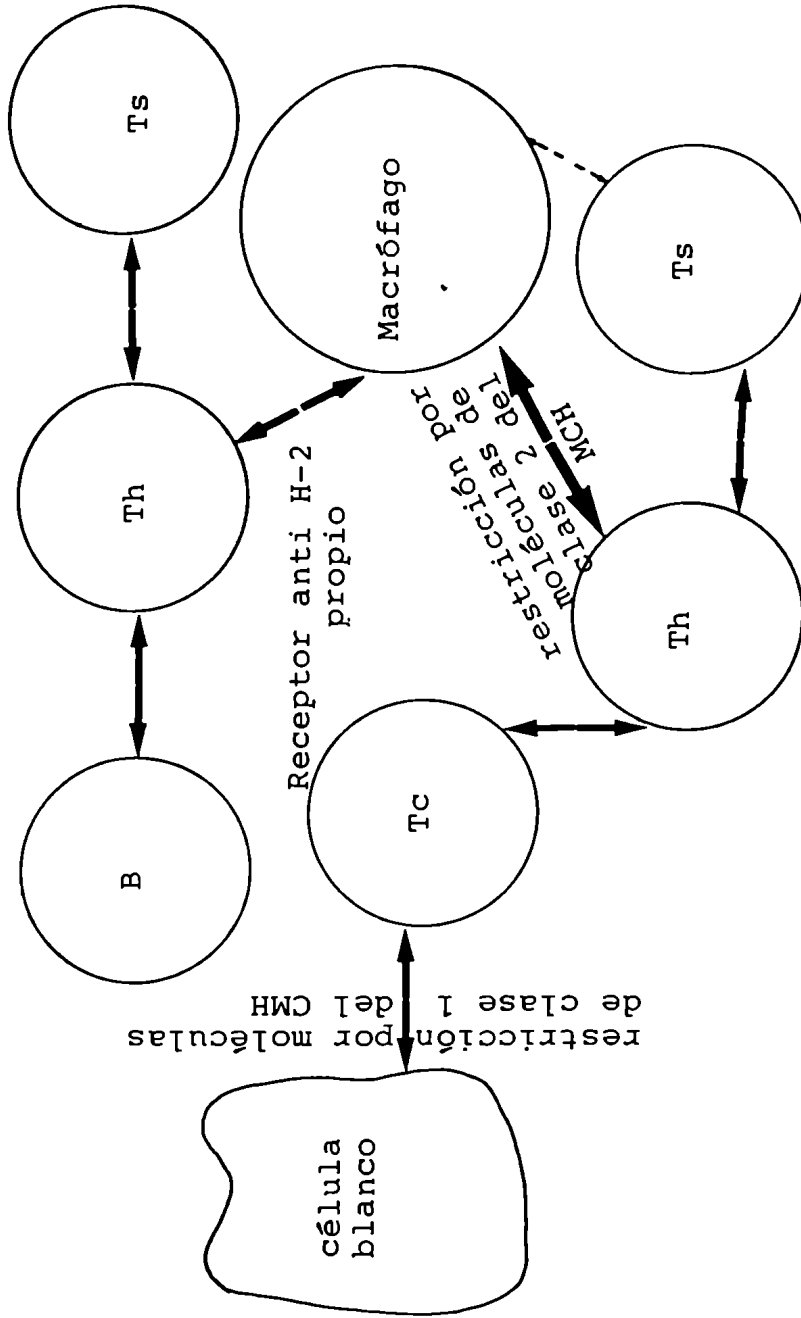 B
Th
Ts
Receptor anti H-2
propio
Macrófago
célula
blanco
restricción por moléculas
de clase 1 del CMH
Tc
restricción por
moléculas de
clase 2 del
MCH
Th
Ts